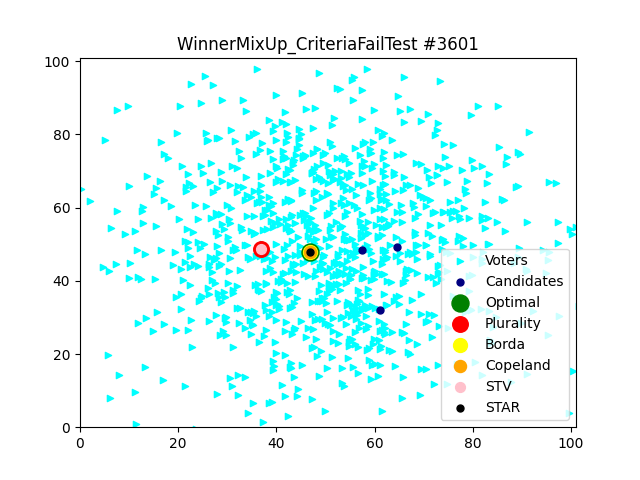 WinnerMixUp_CriteriaFailTest #3601
100
80
60
40
20
0
0 20 40 60 80 100
Voters
Candidates
Optimal
Plurality
Borda
Copeland
STV
STAR